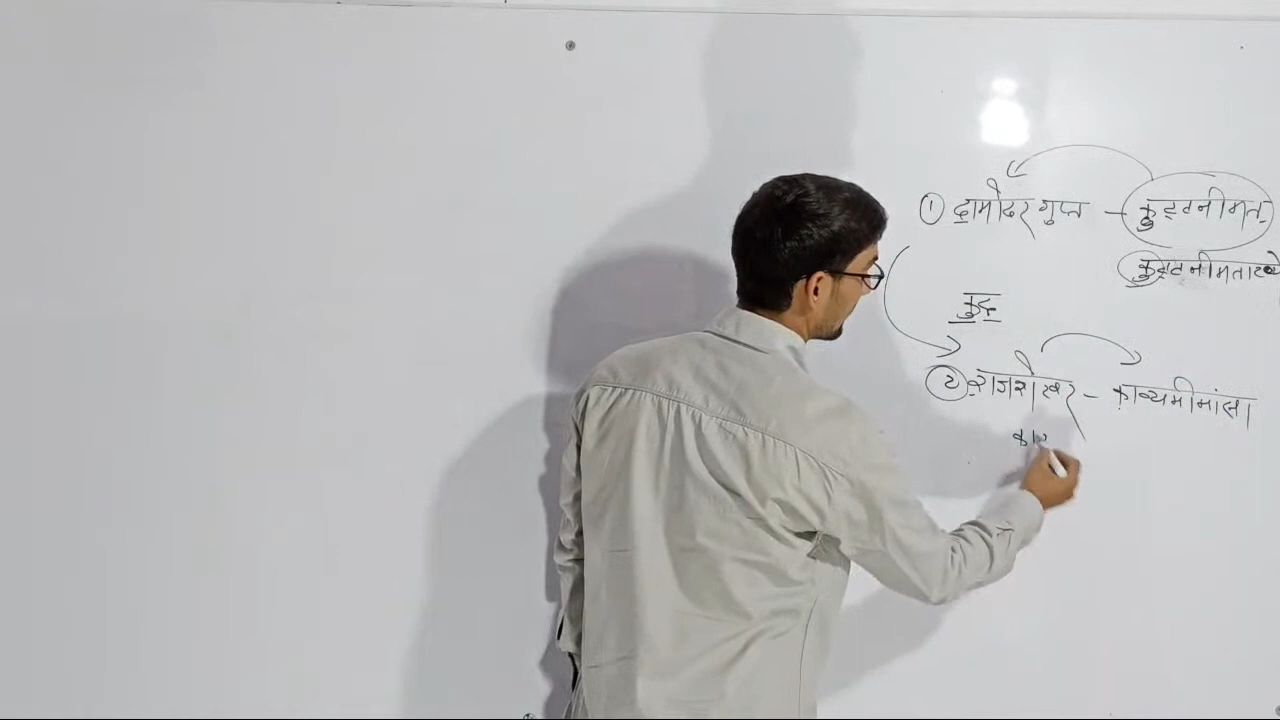 ① दामोदर गुप्त - कुट्टनीमत
कुट्टनीमताख्ये
② राजशेखर - काव्यमीमांसा
का